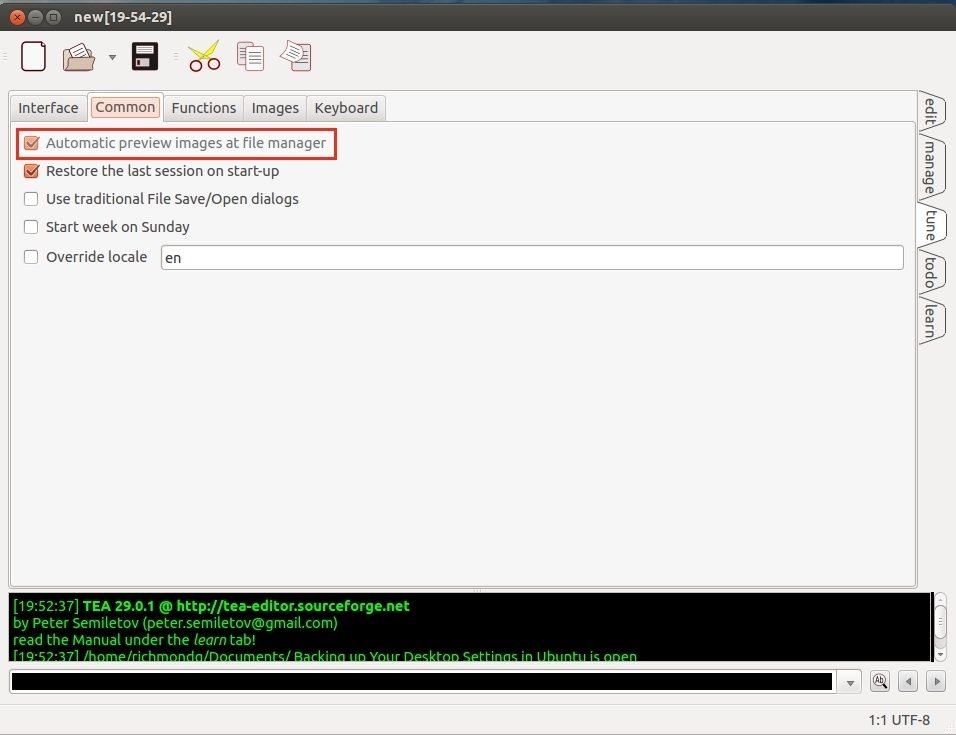 new[19-54-29]
Interface
Common
Functions
Images
Keyboard
Automatic preview images at file manager
Restore the last session on start-up
Use traditional File Save/Open dialogs
Start week on Sunday
Override locale
en
edit
manage
tune
todo
learn
[19:52:37] TEA 29.0.1 @ http://tea-editor.sourceforge.net
by Peter Semiletov (peter.semiletov@gmail.com)
read the Manual under the learn tab!
[19:52:37] /home/richmondg/Documents/ Backing up Your Desktop Settings in Ubuntu is open
Ab
1:1 UTF-8